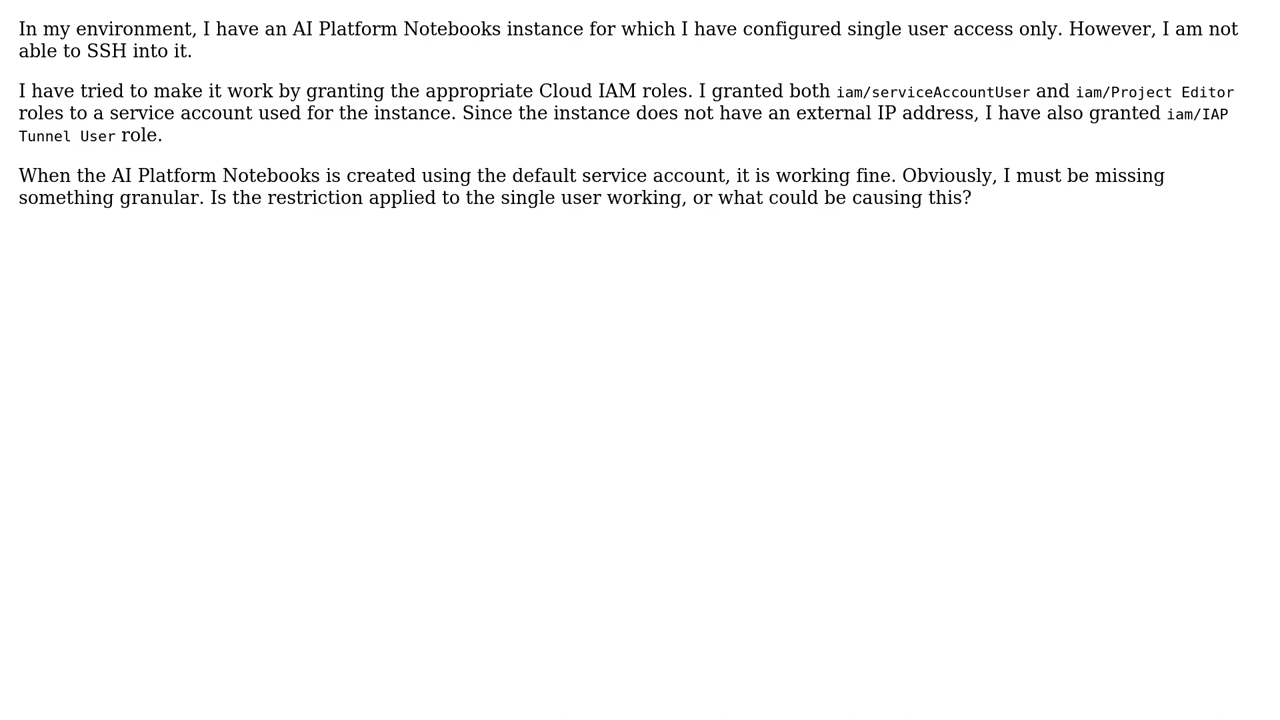 In my environment, I have an AI Platform Notebooks instance for which I have configured single user access only. However, I am not
able to SSH into it.
I have tried to make it work by granting the appropriate Cloud IAM roles. I granted both iam/serviceAccountUser and iam/Project Editor
roles to a service account used for the instance. Since the instance does not have an external IP address, I have also granted iam/IAP
Tunnel User role.
When the AI Platform Notebooks is created using the default service account, it is working fine. Obviously, I must be missing
something granular. Is the restriction applied to the single user working, or what could be causing this?